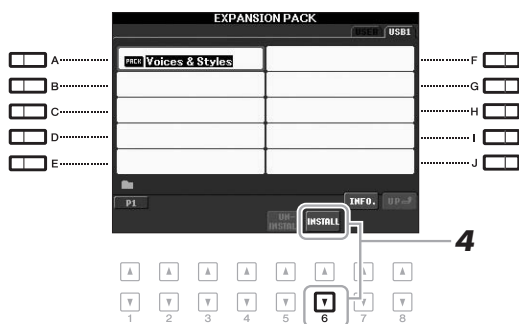 EXPANSION PACK
USER USB1
A
PACK Voices & Styles
F
B
G
C
H
D
I
E
J
P1
INFO. UP
UN-
INSTALL
INSTALL
4
1 2 3 4 5 6 7 8